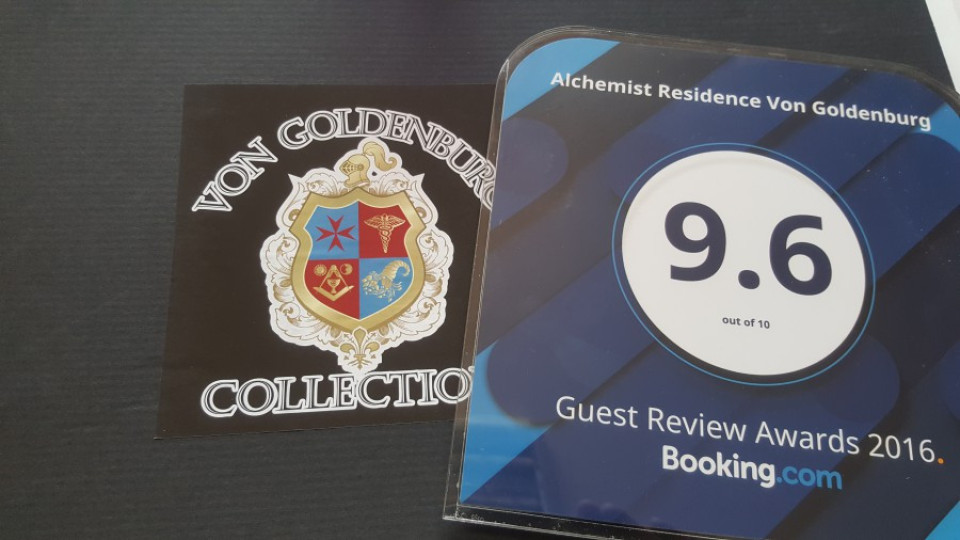 VON GOLDENBURG
COLLECTIO
Alchemist Residence Von Goldenburg
9.6
out of 10
Guest Review Awards 2016.
Booking.com